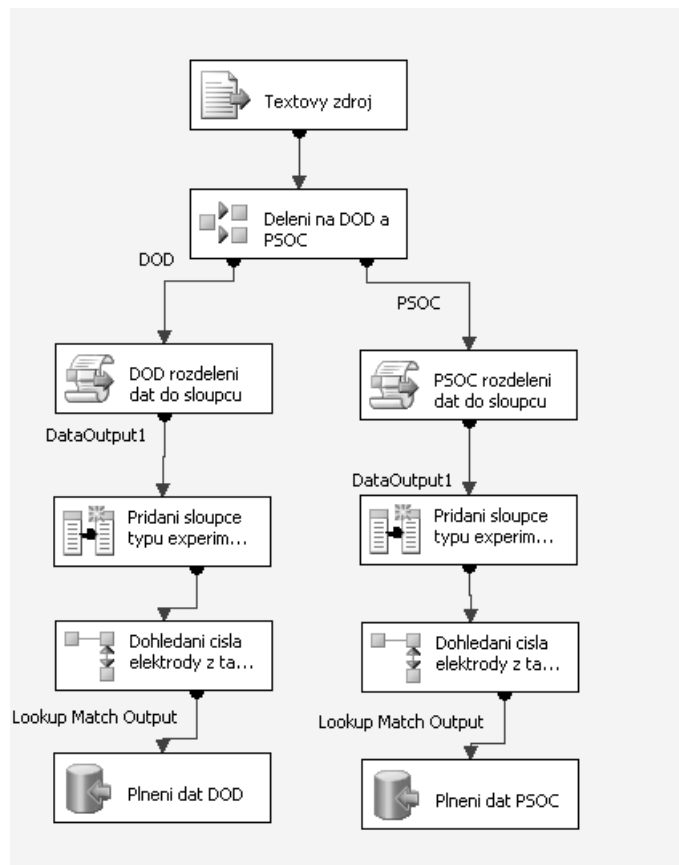 Textovy zdroj
Deleni na DOD a
PSOC
DOD
PSOC
DOD rozdeleni
dat do sloupcu
PSOC rozdeleni
dat do sloupcu
DataOutput1
DataOutput1
Pridani sloupce
typu experim...
Pridani sloupce
typu experim...
Dohledani cisla
elektrody z ta...
Dohledani cisla
elektrody z ta...
Lookup Match Output
Lookup Match Output
Plneni dat DOD
Plneni dat PSOC